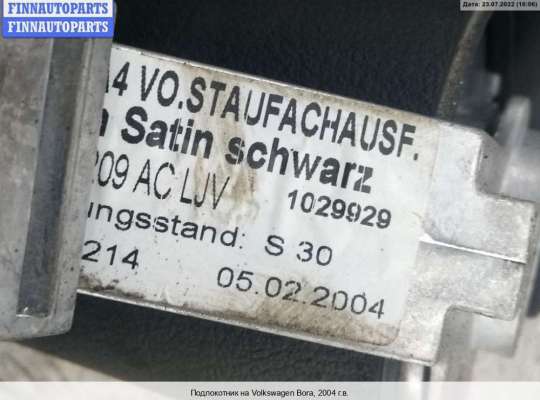 FINNAUTOPARTS
FINNAUTOPARTS
Дата: 23.07.2022 (10:06)
A4 VO.STAUFACHAUSF.
Satin schwarz
209 AC LJV 1029929
ungsstand: S 30
214 05.02.2004
Подлокотник на Volkswagen Bora, 2004 г.в.